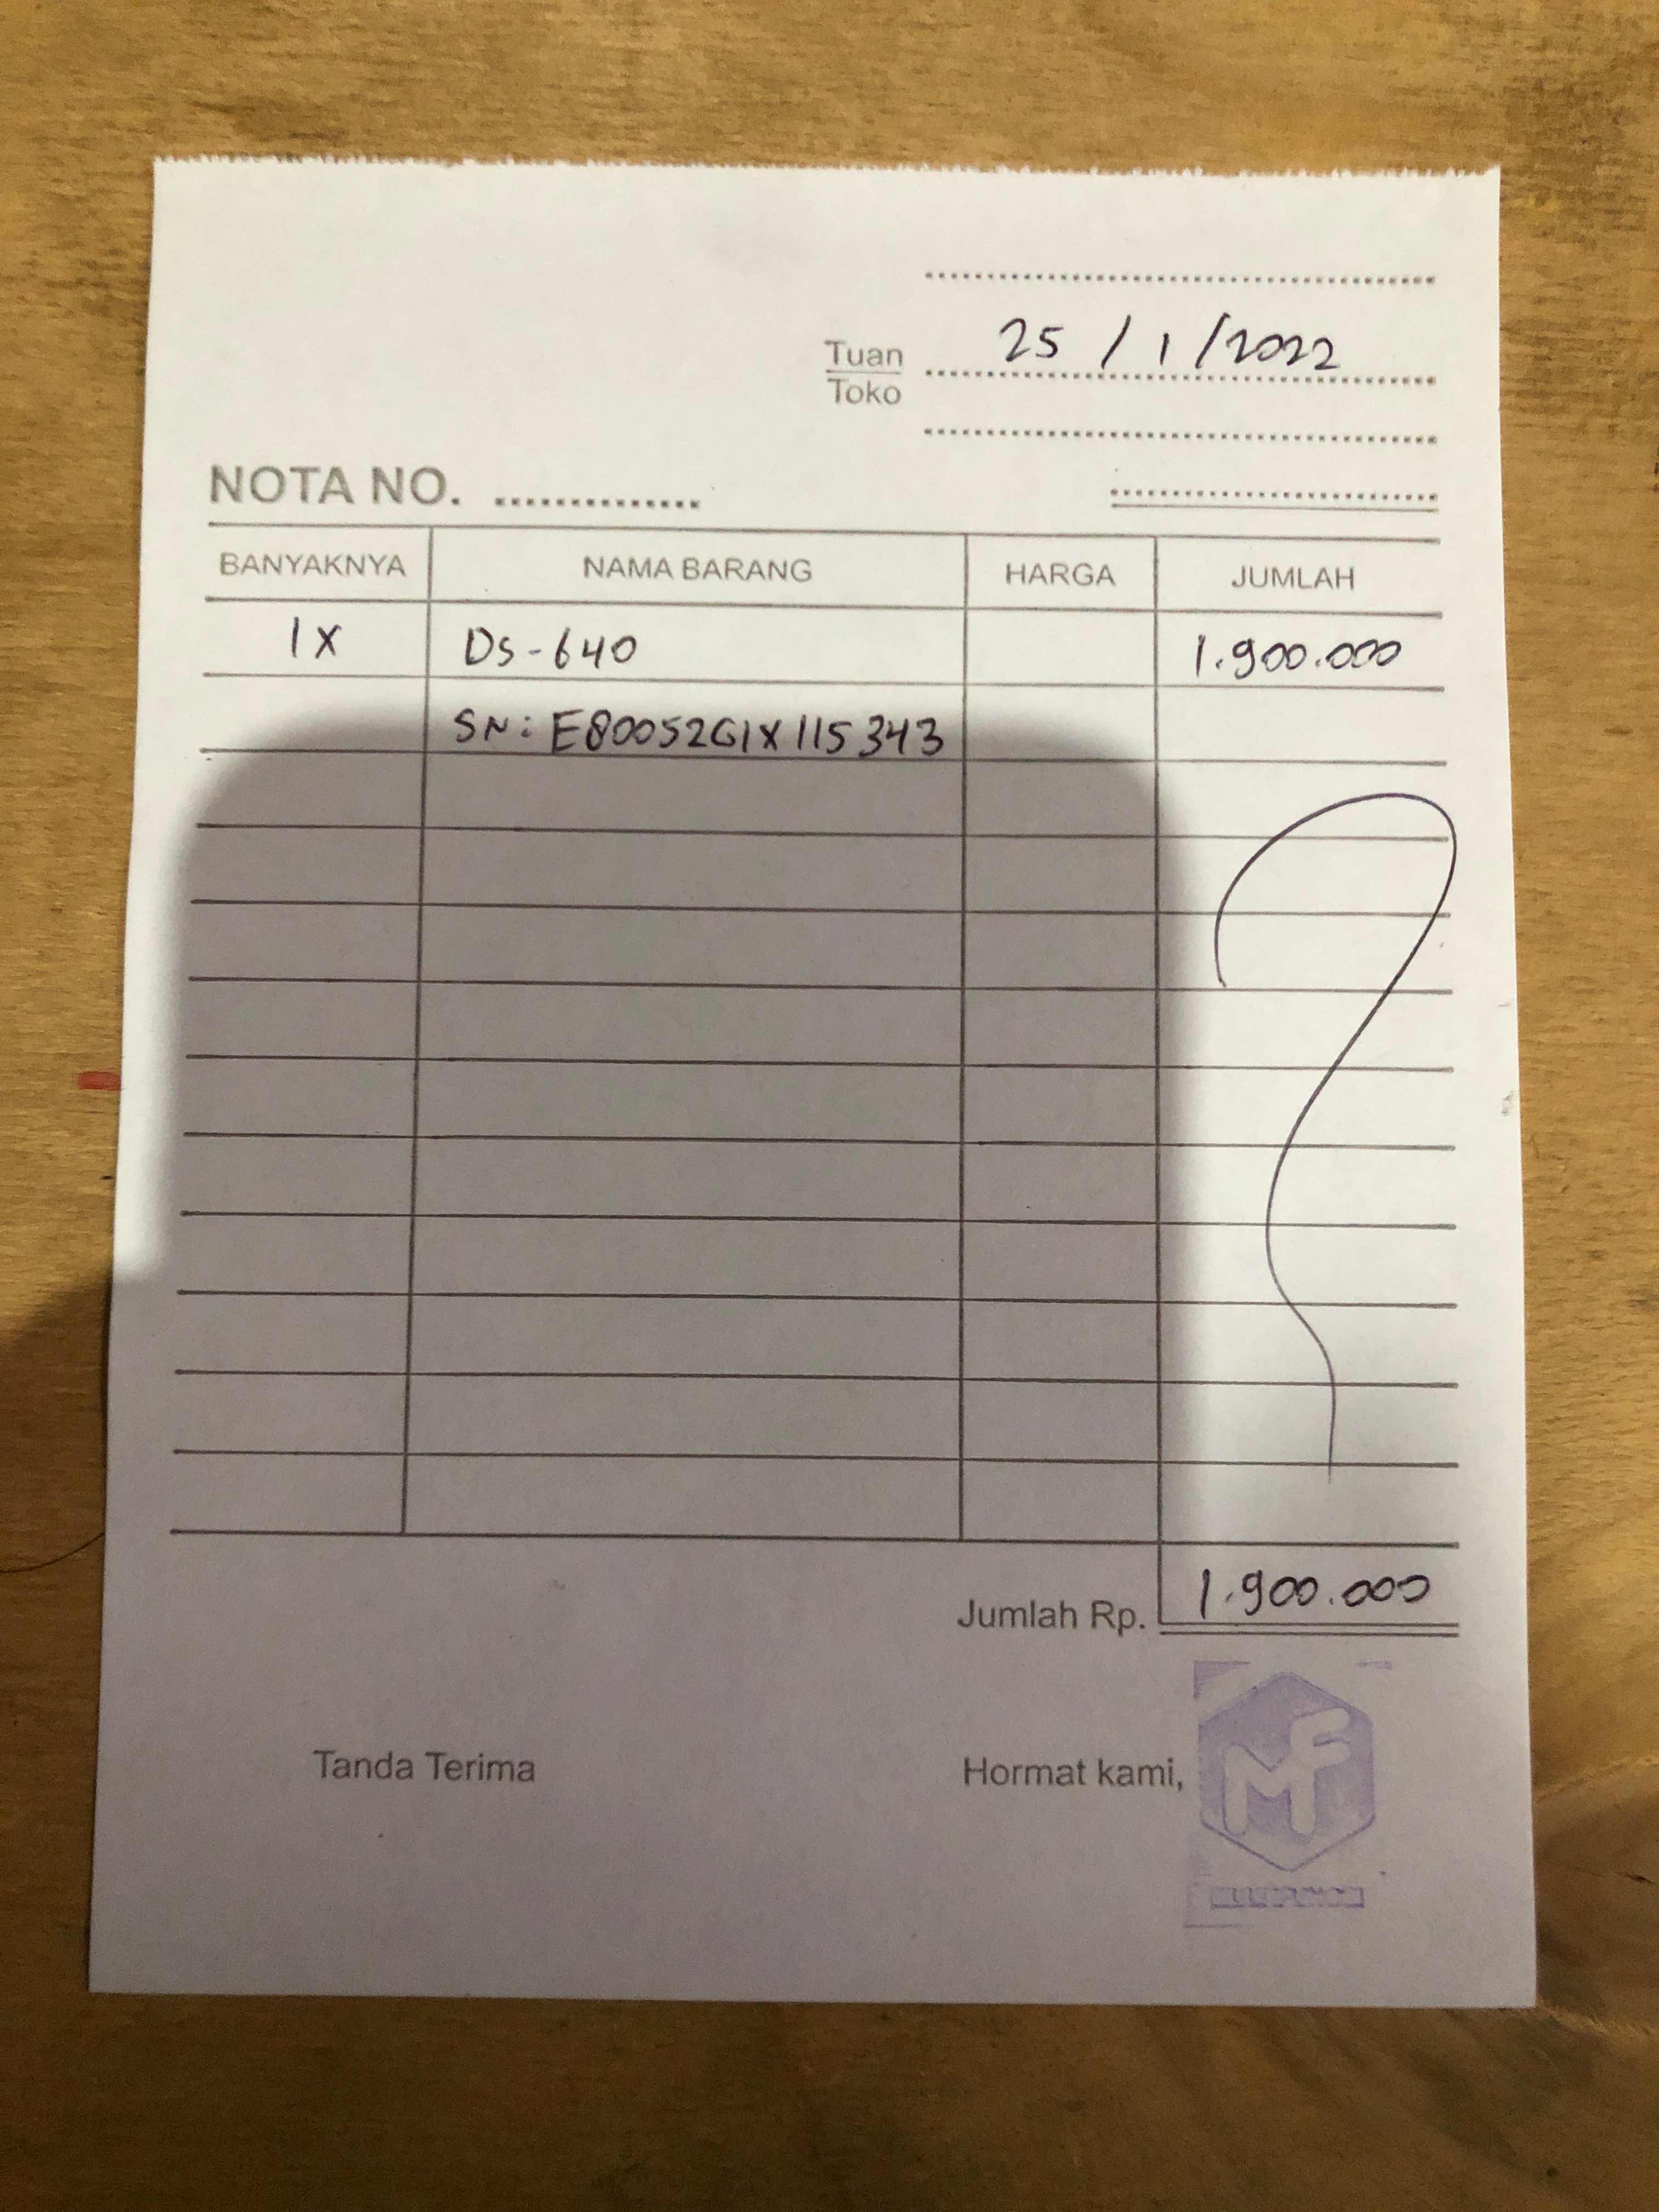 25 / 1 / 2022
Tuan
Toko
NOTA NO. ..............
BANYAKNYA NAMA BARANG HARGA JUMLAH
1X DS-640 1.900.000
SN: E80052G1X115343
Jumlah Rp. 1.900.000
Tanda Terima Hormat kami,
MF